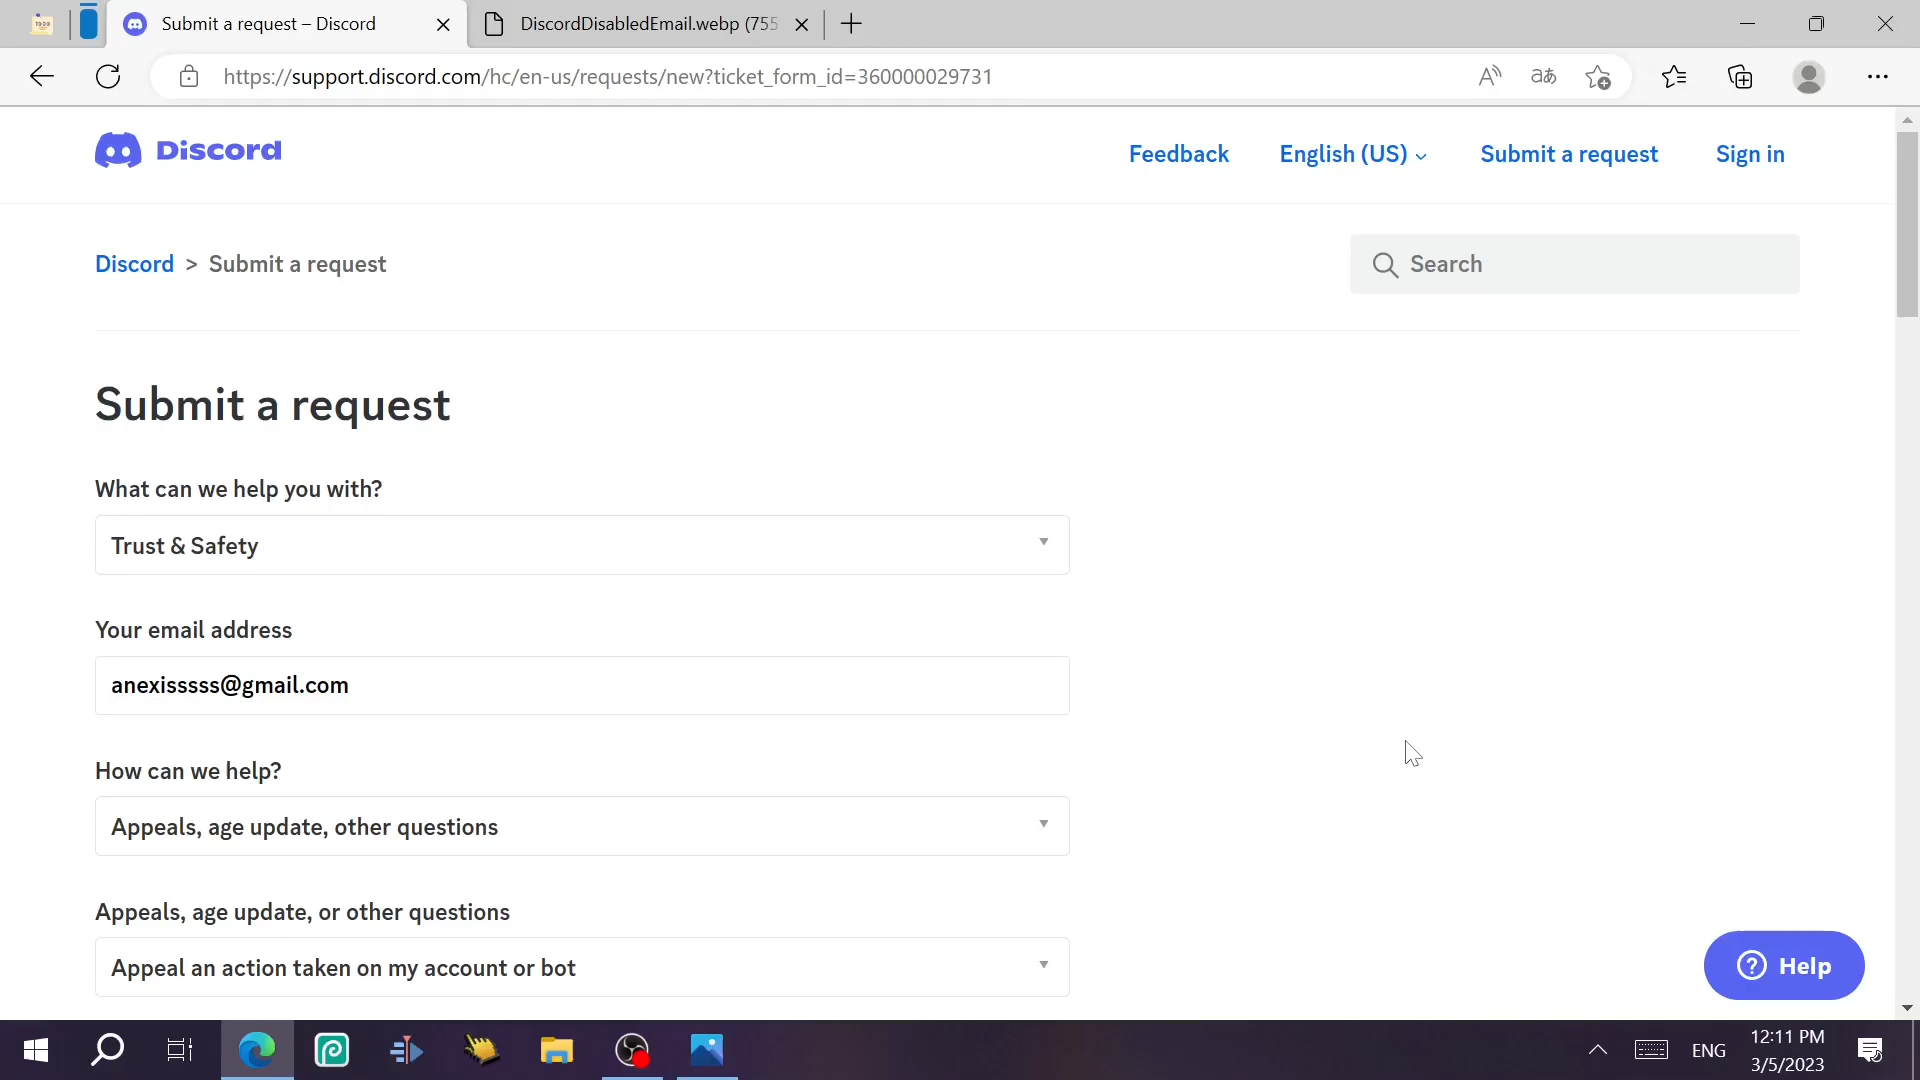 Submit a request – Discord
DiscordDisabledEmail.webp (755
https://support.discord.com/hc/en-us/requests/new?ticket_form_id=360000029731
Discord
Feedback
English (US)
Submit a request
Sign in
Discord > Submit a request
Search
Submit a request
What can we help you with?
Trust & Safety
Your email address
anexisssss@gmail.com
How can we help?
Appeals, age update, other questions
Appeals, age update, or other questions
Appeal an action taken on my account or bot
Help
ENG
12:11 PM
3/5/2023